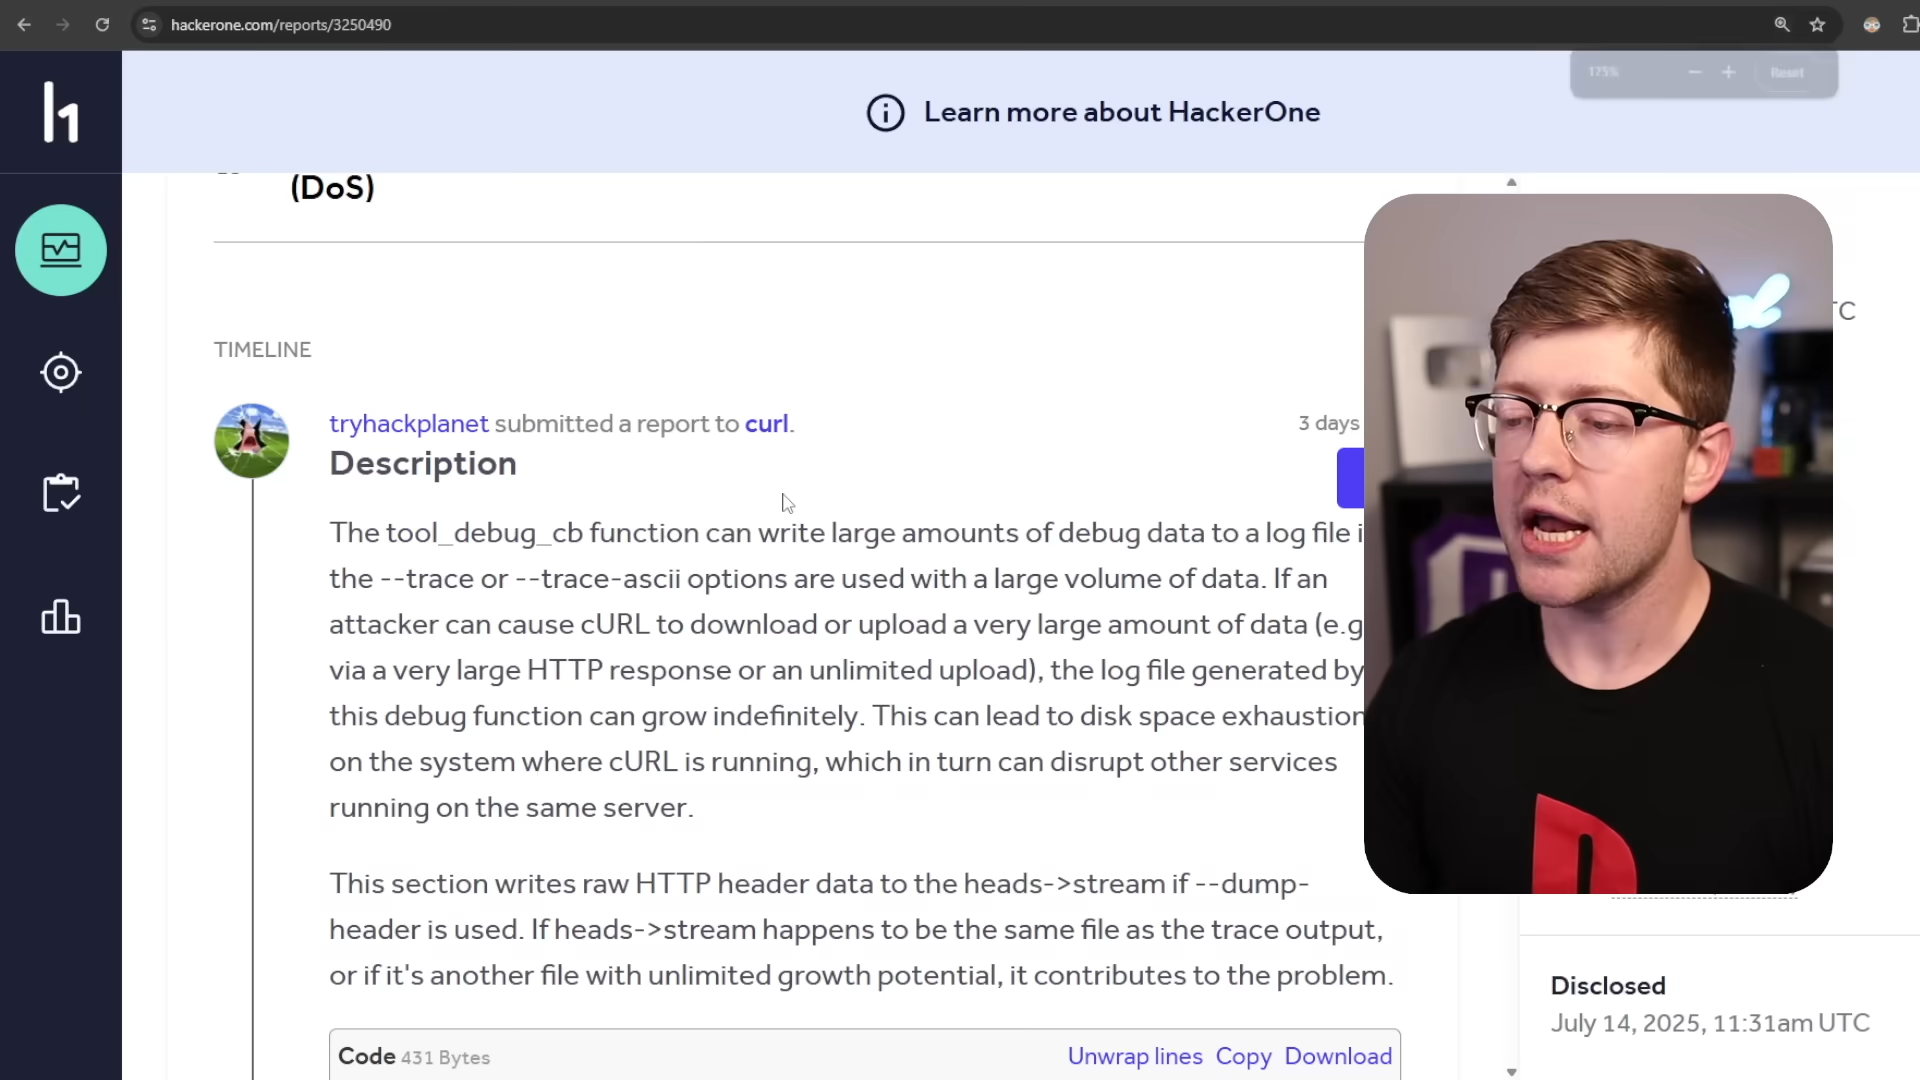 hackerone.com/reports/3250490
175%
Reset
Learn more about HackerOne
(DoS)
TIMELINE
tryhackplanet submitted a report to curl.
3 days
Description
The tool_debug_cb function can write large amounts of debug data to a log file i
the --trace or --trace-ascii options are used with a large volume of data. If an
attacker can cause cURL to download or upload a very large amount of data (e.g
via a very large HTTP response or an unlimited upload), the log file generated by
this debug function can grow indefinitely. This can lead to disk space exhaustion
on the system where cURL is running, which in turn can disrupt other services
running on the same server.
This section writes raw HTTP header data to the heads->stream if --dump-
header is used. If heads->stream happens to be the same file as the trace output,
or if it's another file with unlimited growth potential, it contributes to the problem.
Code 431 Bytes
Unwrap lines Copy Download
TC
Disclosed
July 14, 2025, 11:31am UTC